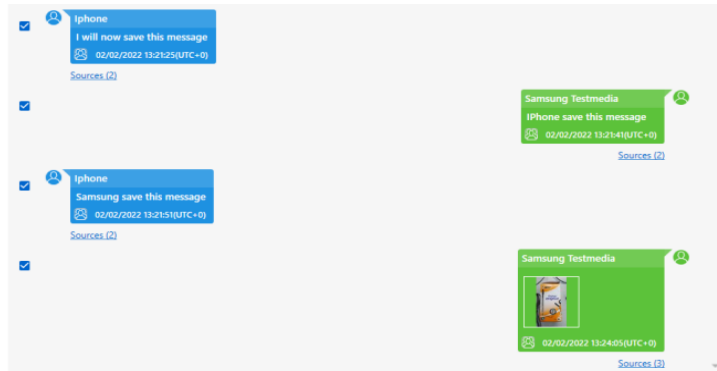 Iphone
I will now save this message
02/02/2022 13:21:25(UTC+0)
Sources (2)
Samsung Testmedia
IPhone save this message
02/02/2022 13:21:41(UTC+0)
Sources (2)
Iphone
Samsung save this message
02/02/2022 13:21:51(UTC+0)
Sources (2)
Samsung Testmedia
02/02/2022 13:24:05(UTC+0)
Sources (3)